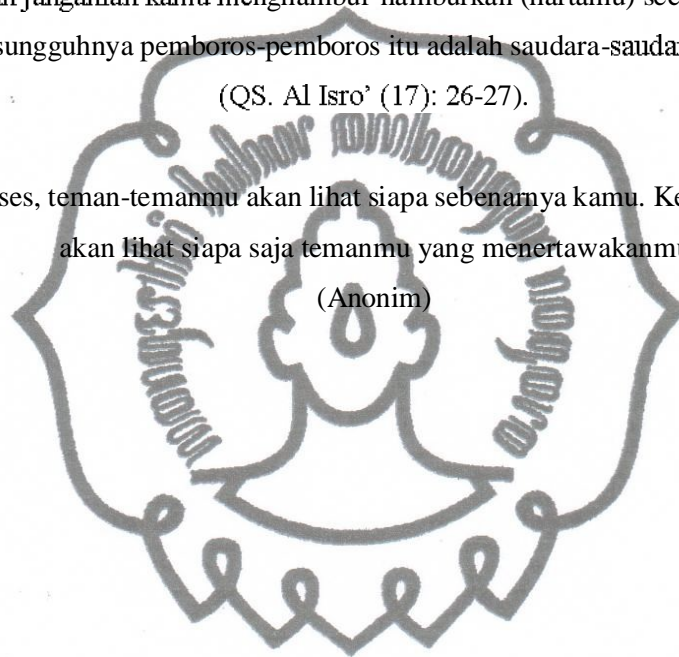 janganlah kamu menghambur-hamburkan (hartamu) sec
sungguhnya pemboros-pemboros itu adalah saudara-sauda
(QS. Al Isro’ (17): 26-27).
ses, teman-temanmu akan lihat siapa sebenarnya kamu. Ke
akan lihat siapa saja temanmu yang menertawakanmu
(Anonim)